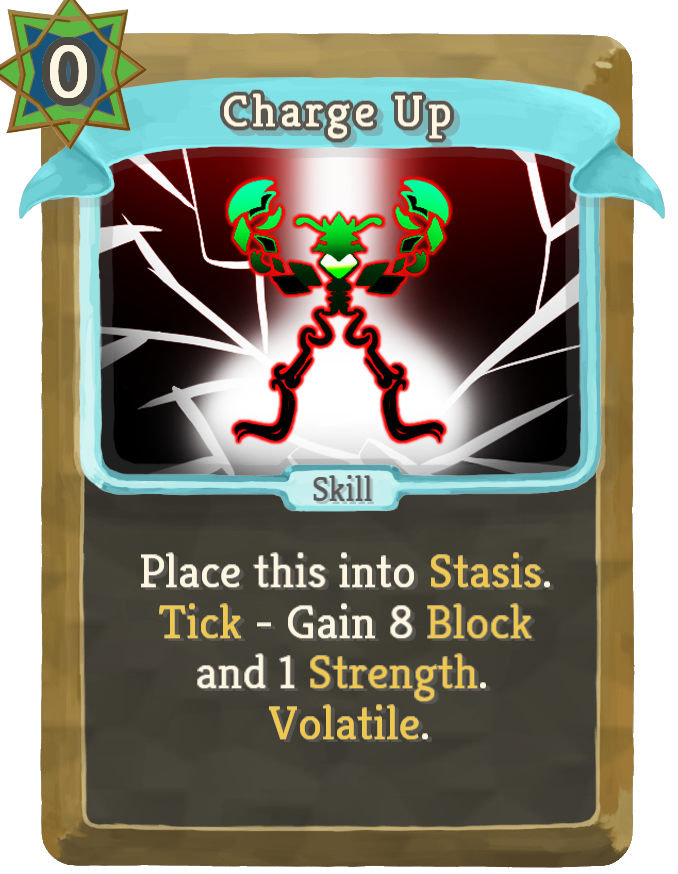 0
Charge Up
Skill
Place this into Stasis.
Tick - Gain 8 Block
and 1 Strength.
Volatile.